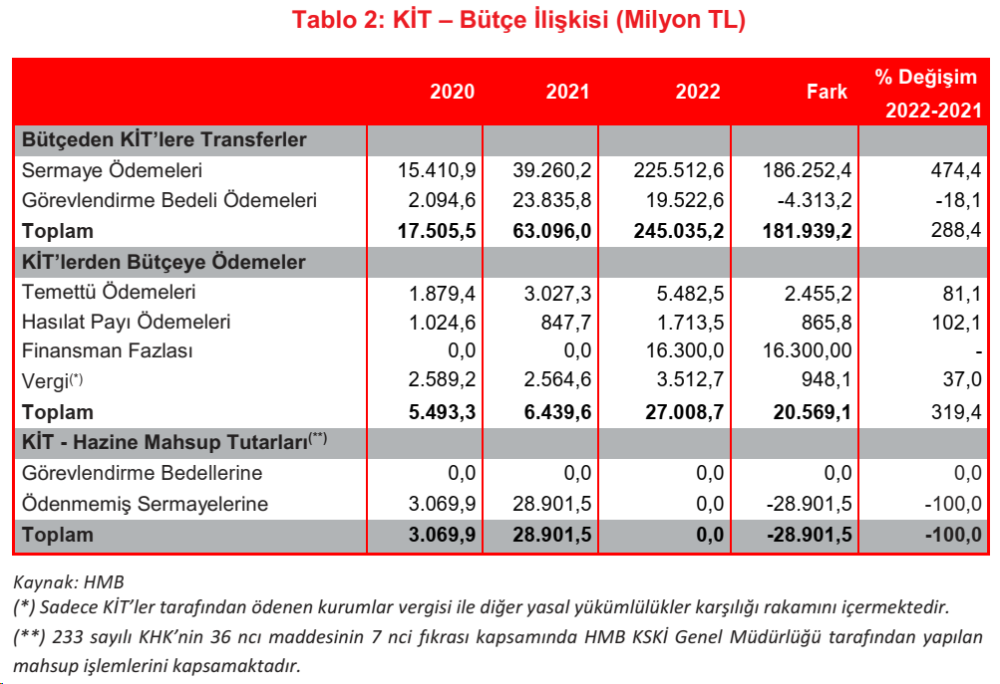 Tablo 2: KİT – Bütçe İlişkisi (Milyon TL)
2020 2021 2022 Fark % Değişim 2022-2021
Bütçeden KİT’lere Transferler
Sermaye Ödemeleri 15.410,9 39.260,2 225.512,6 186.252,4 474,4
Görevlendirme Bedeli Ödemeleri 2.094,6 23.835,8 19.522,6 -4.313,2 -18,1
Toplam 17.505,5 63.096,0 245.035,2 181.939,2 288,4
KİT’lerden Bütçeye Ödemeler
Temettü Ödemeleri 1.879,4 3.027,3 5.482,5 2.455,2 81,1
Hasılat Payı Ödemeleri 1.024,6 847,7 1.713,5 865,8 102,1
Finansman Fazlası 0,0 0,0 16.300,0 16.300,00 -
Vergi(*) 2.589,2 2.564,6 3.512,7 948,1 37,0
Toplam 5.493,3 6.439,6 27.008,7 20.569,1 319,4
KİT - Hazine Mahsup Tutarları(**)
Görevlendirme Bedellerine 0,0 0,0 0,0 0,0 0,0
Ödenmemiş Sermayelerine 3.069,9 28.901,5 0,0 -28.901,5 -100,0
Toplam 3.069,9 28.901,5 0,0 -28.901,5 -100,0
Kaynak: HMB
(*) Sadece KİT’ler tarafından ödenen kurumlar vergisi ile diğer yasal yükümlülükler karşılığı rakamını içermektedir.
(**) 233 sayılı KHK’nin 36 ncı maddesinin 7 nci fıkrası kapsamında HMB KSKİ Genel Müdürlüğü tarafından yapılan
mahsup işlemlerini kapsamaktadır.